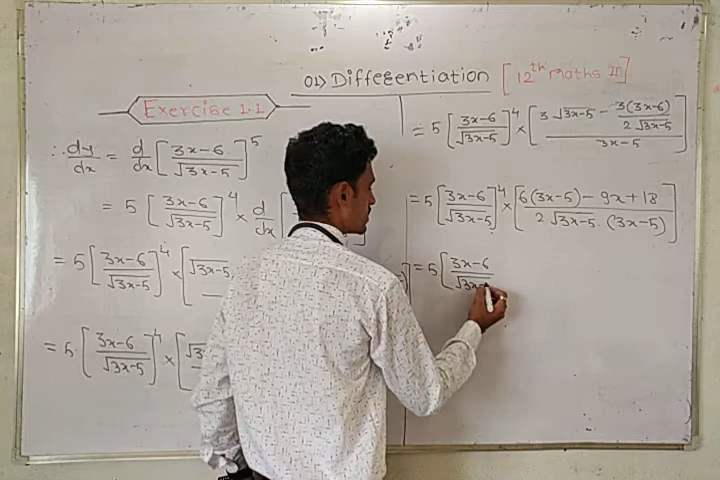 01) Differentiation [12th maths II]
Exercise 1.1
∴ dy/dx = d/dx [3x-6/√3x-5]^5
= 5 [3x-6/√3x-5]^4 × d/dx [
= 5 [3x-6/√3x-5]^4 × [√3x-5.
= 5. [3x-6/√3x-5]^4 × [√3
= 5 [3x-6/√3x-5]^4 × [3√3x-5 - 3(3x-6)/2√3x-5 / 3x-5]
= 5 [3x-6/√3x-5]^4 × [6(3x-5) - 9x+18 / 2√3x-5 . (3x-5)]
= 5 [3x-6/√3x